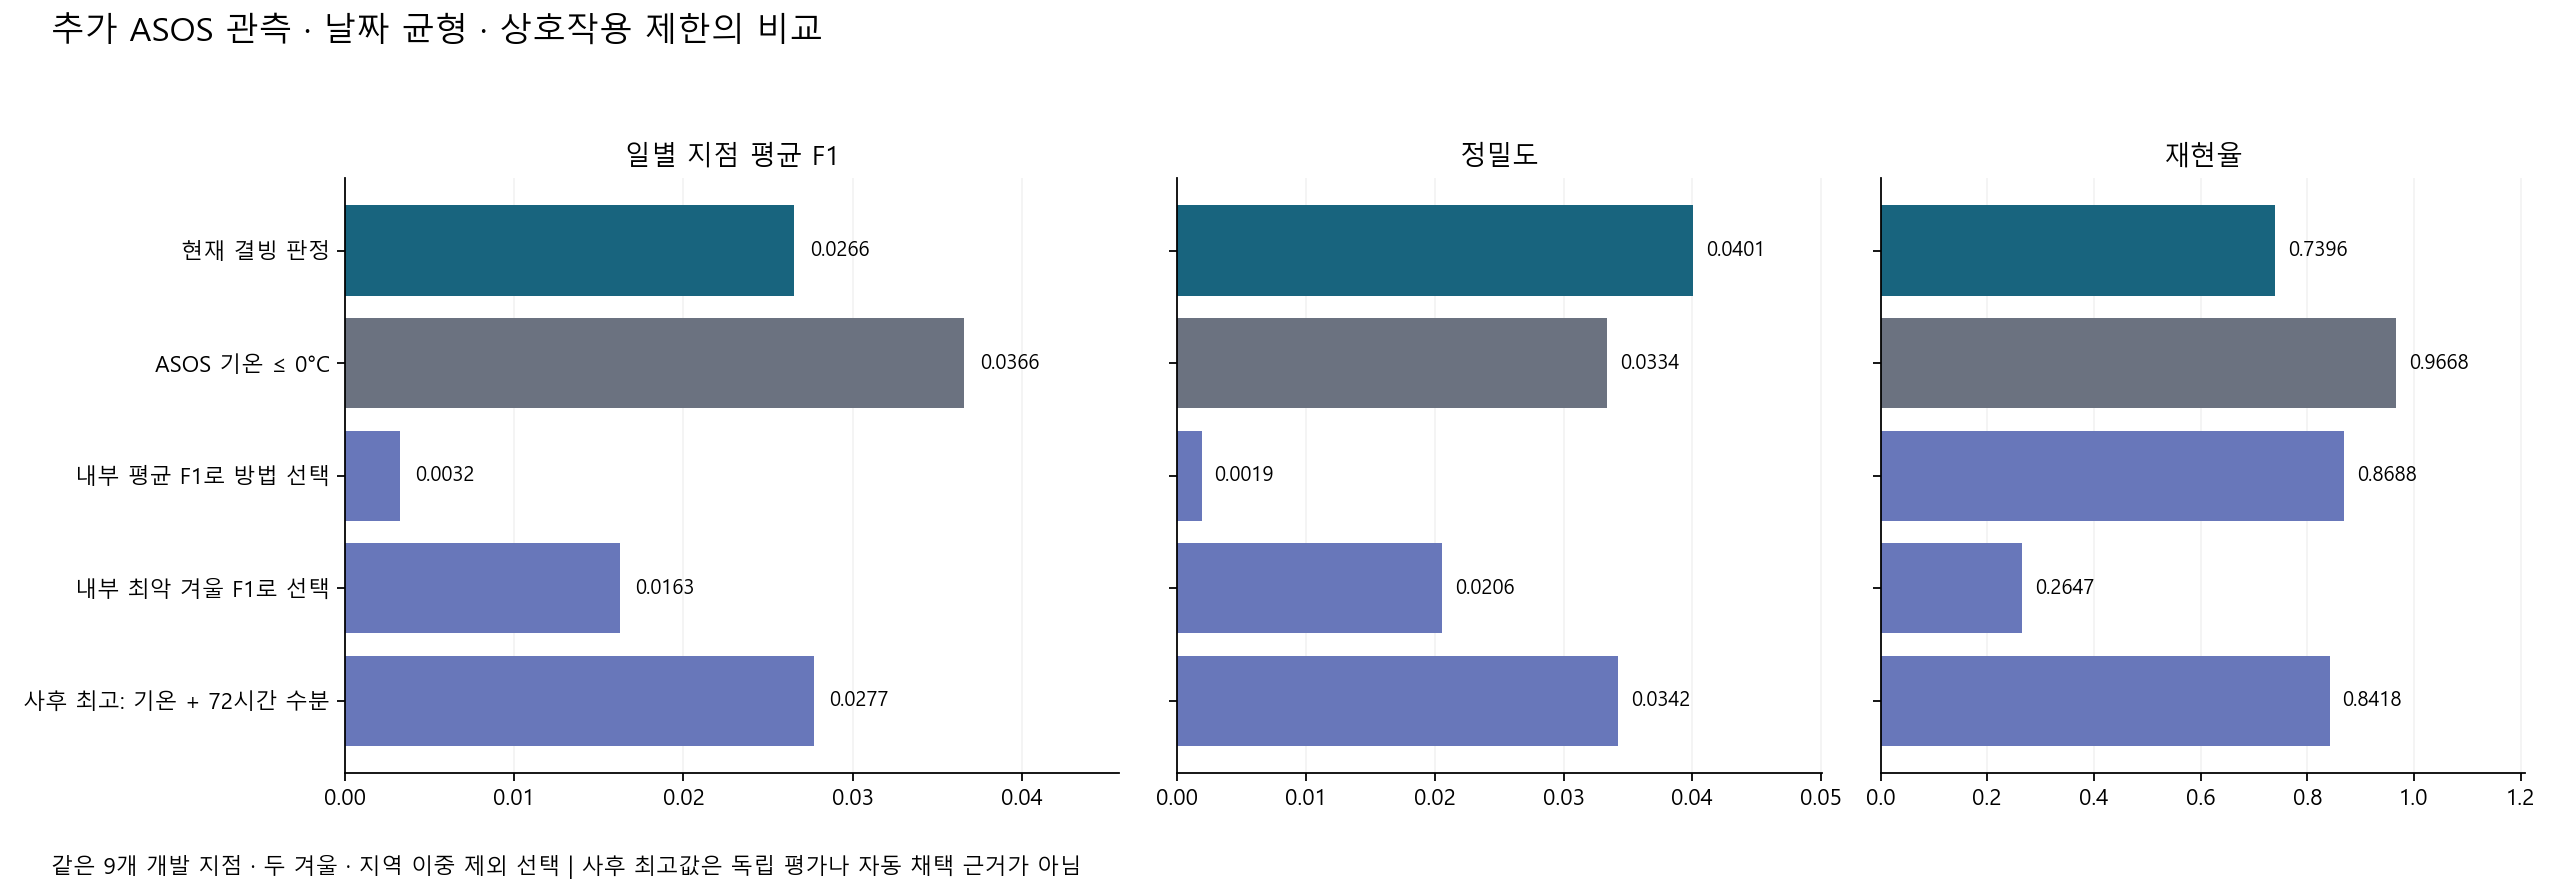 추가 ASOS 관측 · 날짜 균형 · 상호작용 제한의 비교
일별 지점 평균 F1
현재 결빙 판정
0.0266
ASOS 기온 ≤ 0°C
0.0366
내부 평균 F1로 방법 선택
0.0032
내부 최악 겨울 F1로 선택
0.0163
사후 최고: 기온 + 72시간 수분
0.0277
0.00 0.01 0.02 0.03 0.04
정밀도
0.0401
0.0334
0.0019
0.0206
0.0342
0.00 0.01 0.02 0.03 0.04 0.05
재현율
0.7396
0.9668
0.8688
0.2647
0.8418
0.0 0.2 0.4 0.6 0.8 1.0 1.2
같은 9개 개발 지점 · 두 겨울 · 지역 이중 제외 선택 | 사후 최고값은 독립 평가나 자동 채택 근거가 아님